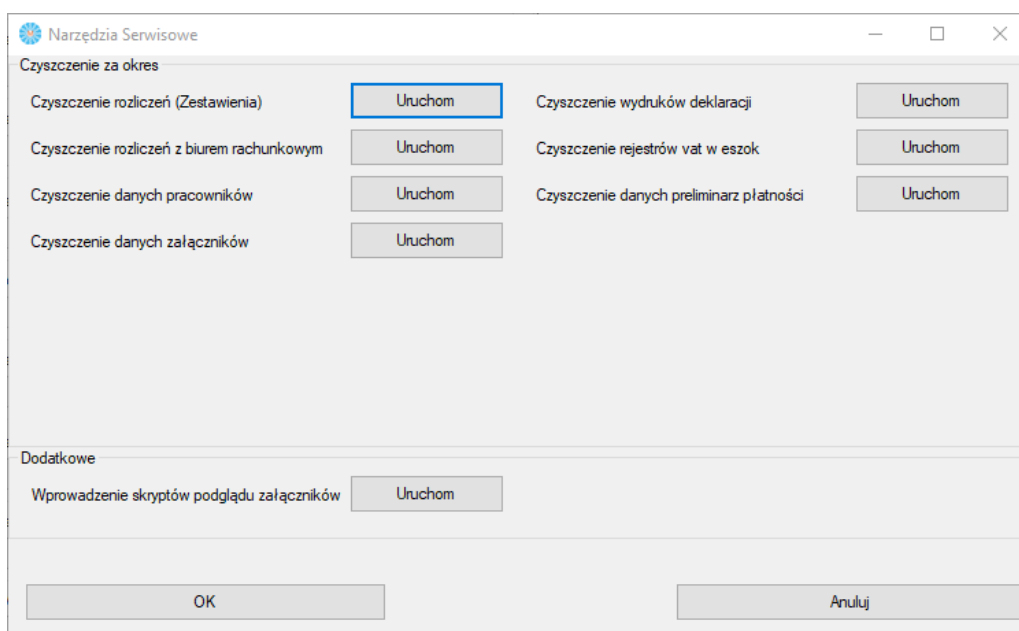 Narzędzia Serwisowe
Czyszczenie za okres
Czyszczenie rozliczeń (Zestawienia) Uruchom Czyszczenie wydruków deklaracji Uruchom
Czyszczenie rozliczeń z biurem rachunkowym Uruchom Czyszczenie rejestrów vat w eszok Uruchom
Czyszczenie danych pracowników Uruchom Czyszczenie danych preliminarz płatności Uruchom
Czyszczenie danych załączników Uruchom
Dodatkowe
Wprowadzenie skryptów podglądu załączników Uruchom
OK Anuluj